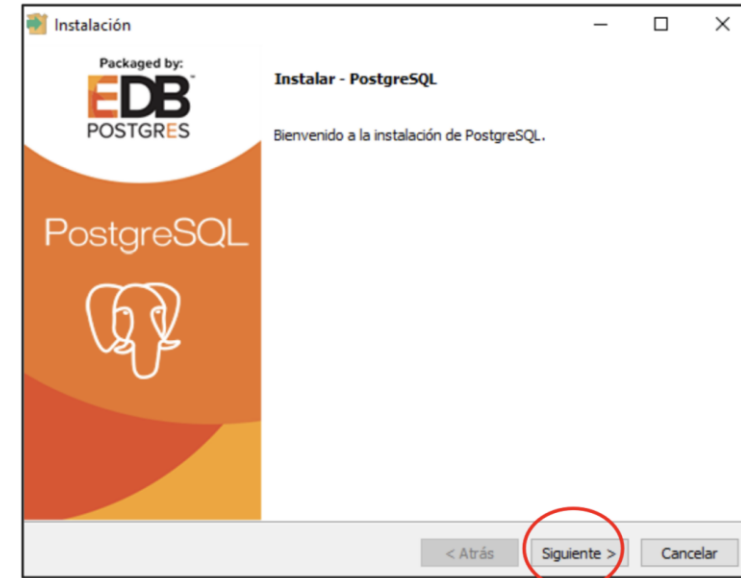 Instalación
Packaged by:
EDB
POSTGRES
PostgreSQL
Instalar - PostgreSQL
Bienvenido a la instalación de PostgreSQL.
< Atrás
Siguiente >
Cancelar